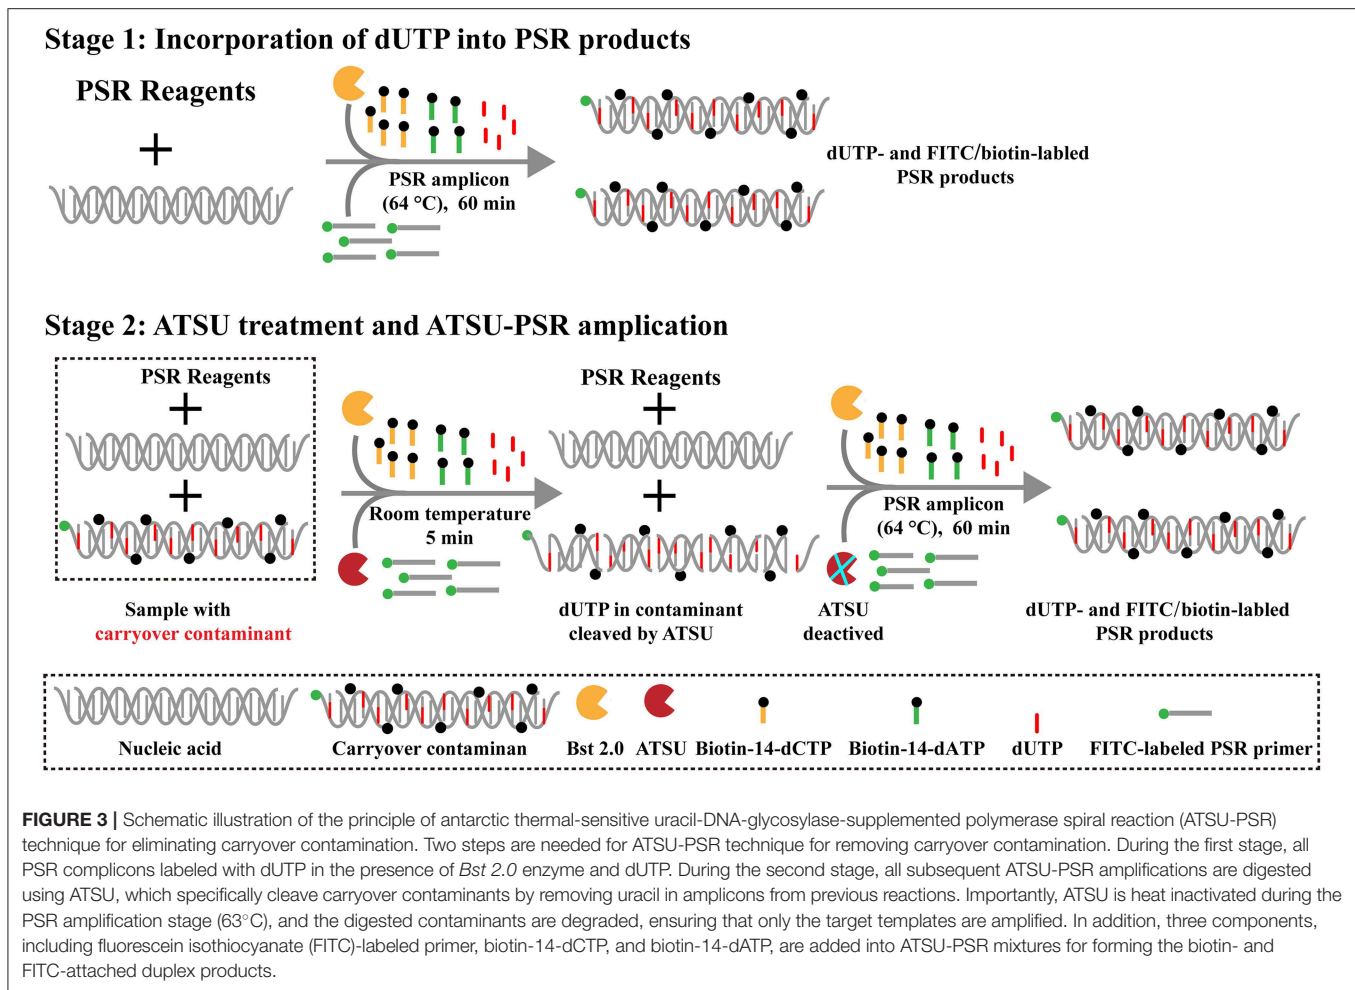 Stage 1: Incorporation of dUTP into PSR products
PSR Reagents
+
PSR amplicon
(64 °C), 60 min
dUTP- and FITC/biotin-labled
PSR products
Stage 2: ATSU treatment and ATSU-PSR amplication
PSR Reagents
+
+
Sample with
carryover contaminant
Room temperature
5 min
PSR Reagents
+
+
dUTP in contaminant
cleaved by ATSU
PSR amplicon
(64 °C), 60 min
ATSU
deactived
dUTP- and FITC/biotin-labled
PSR products
Nucleic acid
Carryover contaminan
Bst 2.0
ATSU
Biotin-14-dCTP
Biotin-14-dATP
dUTP
FITC-labeled PSR primer
FIGURE 3 | Schematic illustration of the principle of antarctic thermal-sensitive uracil-DNA-glycosylase-supplemented polymerase spiral reaction (ATSU-PSR)
technique for eliminating carryover contamination. Two steps are needed for ATSU-PSR technique for removing carryover contamination. During the first stage, all
PSR complicons labeled with dUTP in the presence of Bst 2.0 enzyme and dUTP. During the second stage, all subsequent ATSU-PSR amplifications are digested
using ATSU, which specifically cleave carryover contaminants by removing uracil in amplicons from previous reactions. Importantly, ATSU is heat inactivated during the
PSR amplification stage (63°C), and the digested contaminants are degraded, ensuring that only the target templates are amplified. In addition, three components,
including fluorescein isothiocyanate (FITC)-labeled primer, biotin-14-dCTP, and biotin-14-dATP, are added into ATSU-PSR mixtures for forming the biotin- and
FITC-attached duplex products.